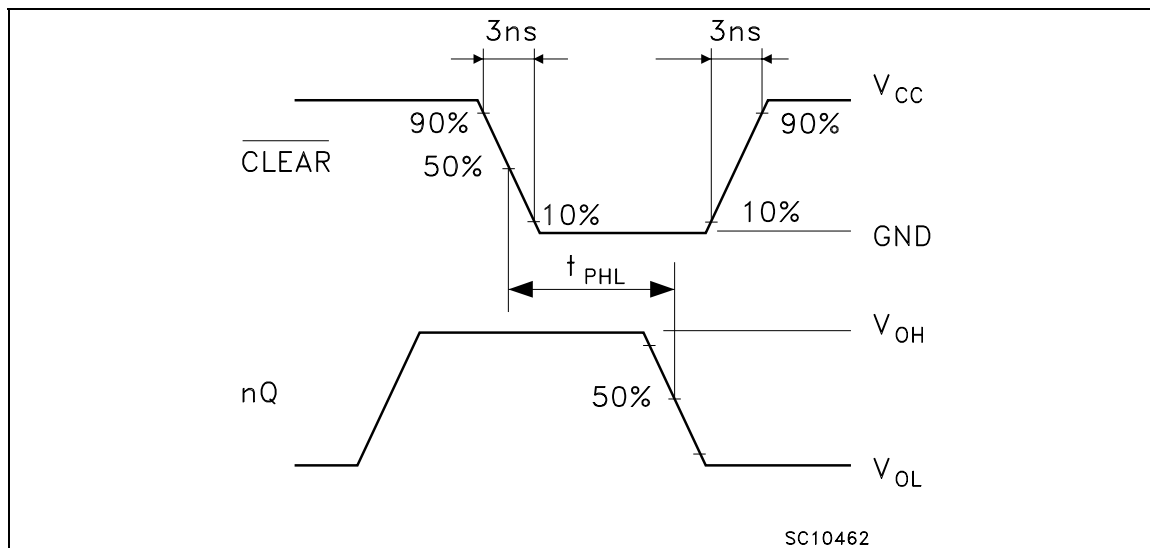 3ns 3ns
V_CC
90% 90%
CLEAR
50%
10% 10%
GND
t_PHL
V_OH
nQ
50%
V_OL
SC10462